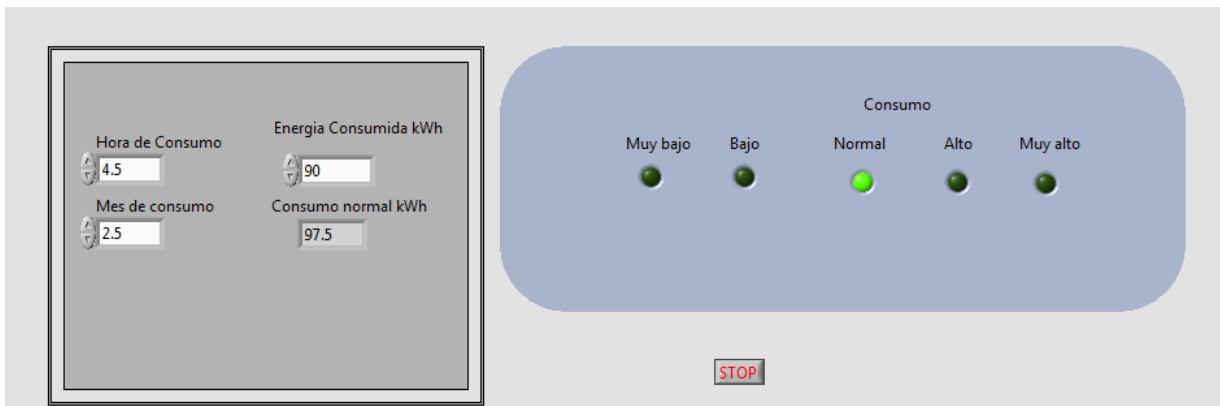 Hora de Consumo
4.5
Energia Consumida kWh
90
Mes de consumo
2.5
Consumo normal kWh
97.5
Consumo
Muy bajo Bajo Normal Alto Muy alto
STOP